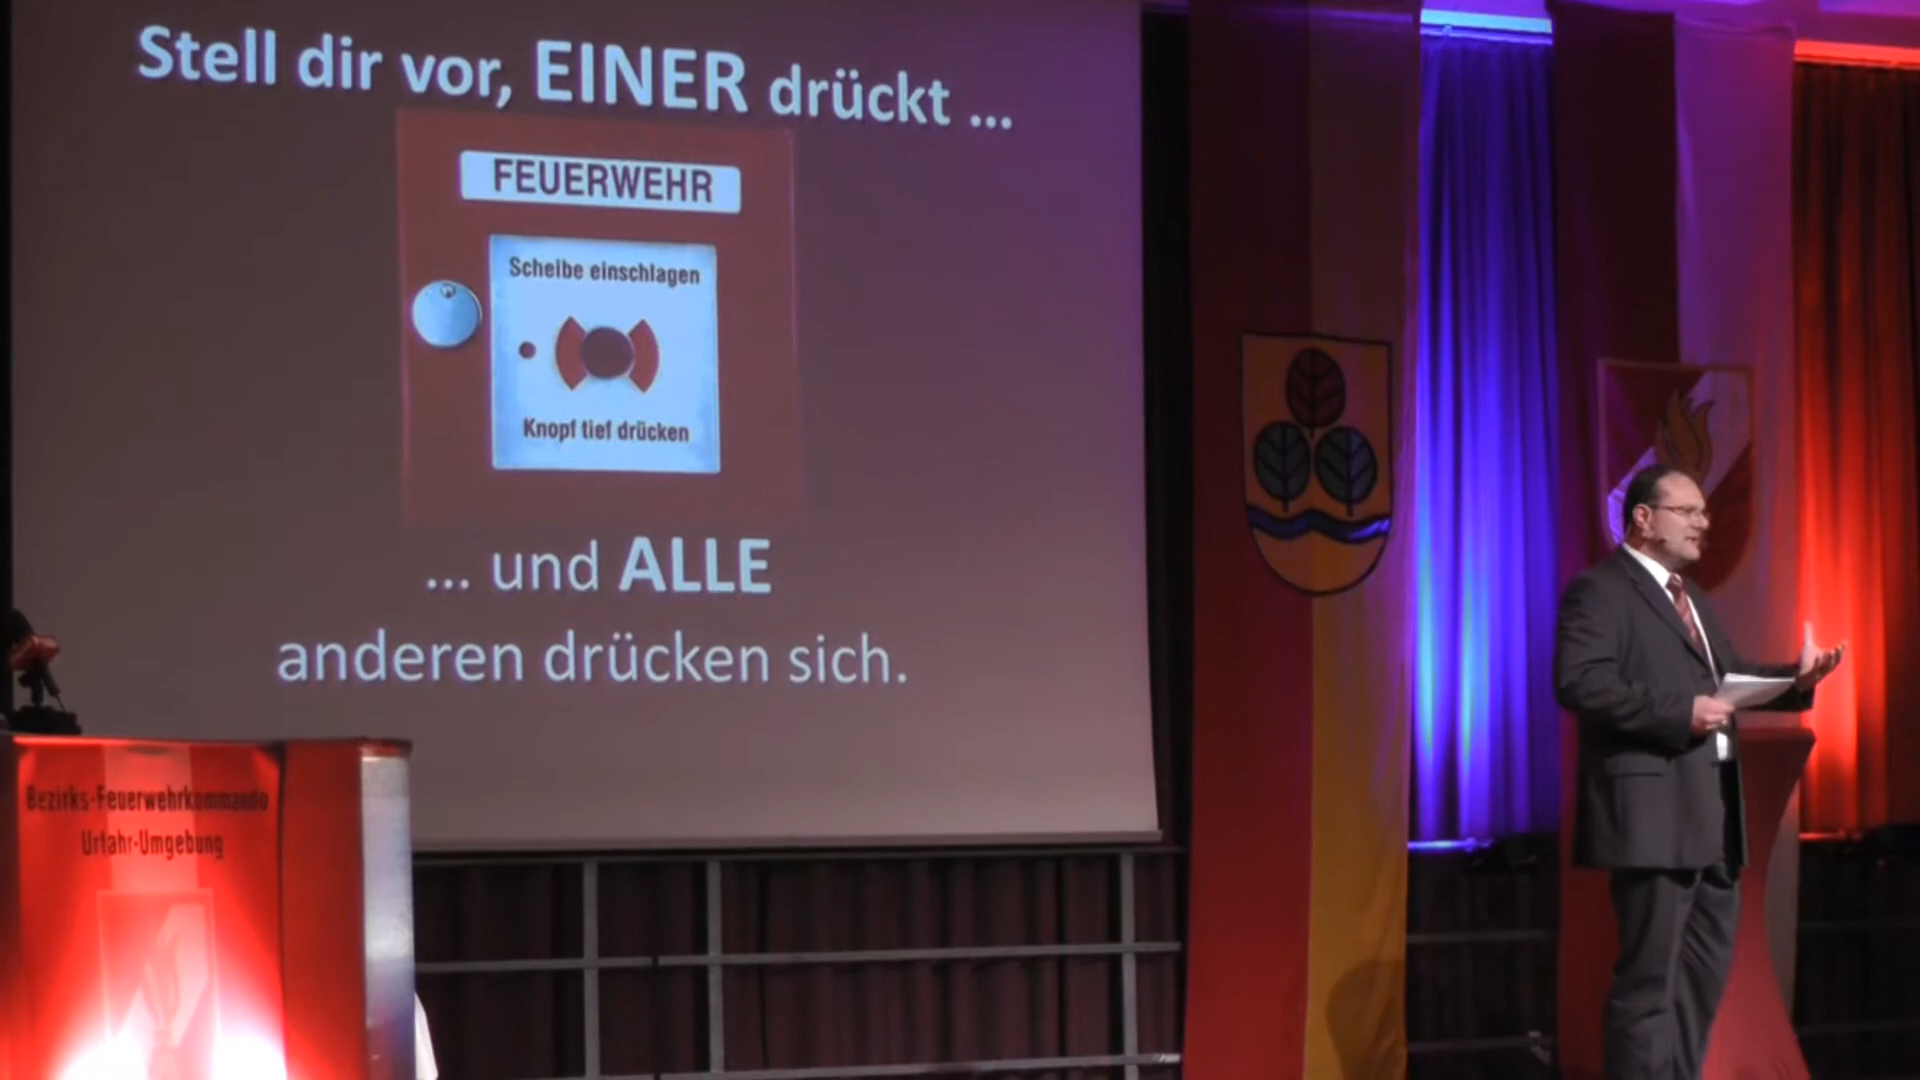 Stell dir vor, EINER drückt ...
FEUERWEHR
Scheibe einschlagen
Knopf tief drücken
... und ALLE
anderen drücken sich.
Bezirks-Feuerwehrkommando
Urfahr-Umgebung